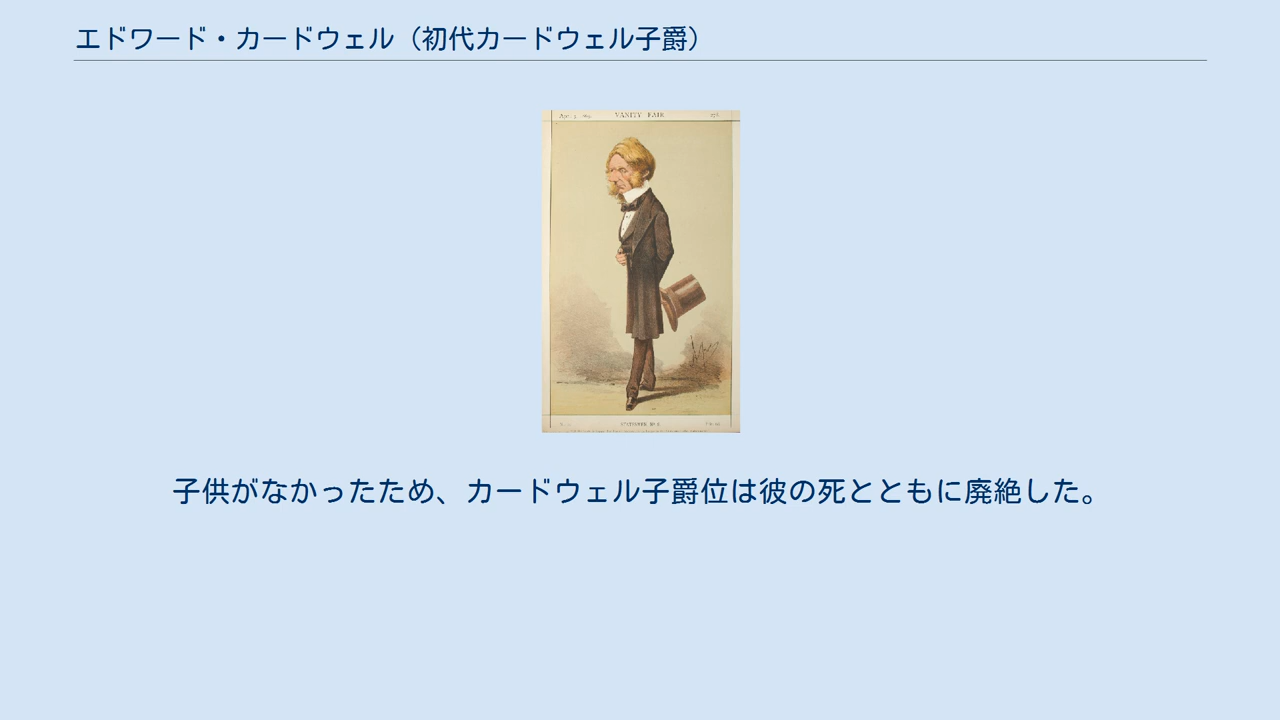 エドワード・カードウェル（初代カードウェル子爵）
VANITY FAIR
子供がなかったため、カードウェル子爵位は彼の死とともに廃絶した。